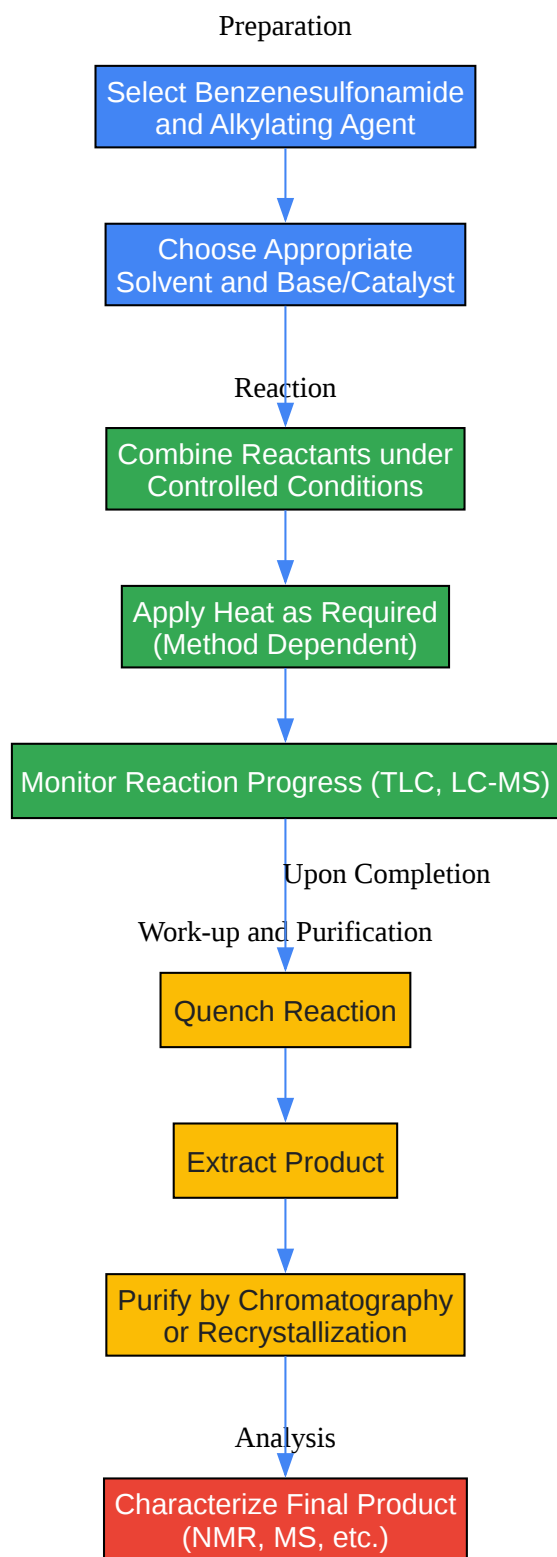 Preparation
Select Benzenesulfonamide
and Alkylating Agent
Choose Appropriate
Solvent and Base/Catalyst
Reaction
Combine Reactants under
Controlled Conditions
Apply Heat as Required
(Method Dependent)
Monitor Reaction Progress (TLC, LC-MS)
Upon Completion
Work-up and Purification
Quench Reaction
Extract Product
Purify by Chromatography
or Recrystallization
Analysis
Characterize Final Product
(NMR, MS, etc.)